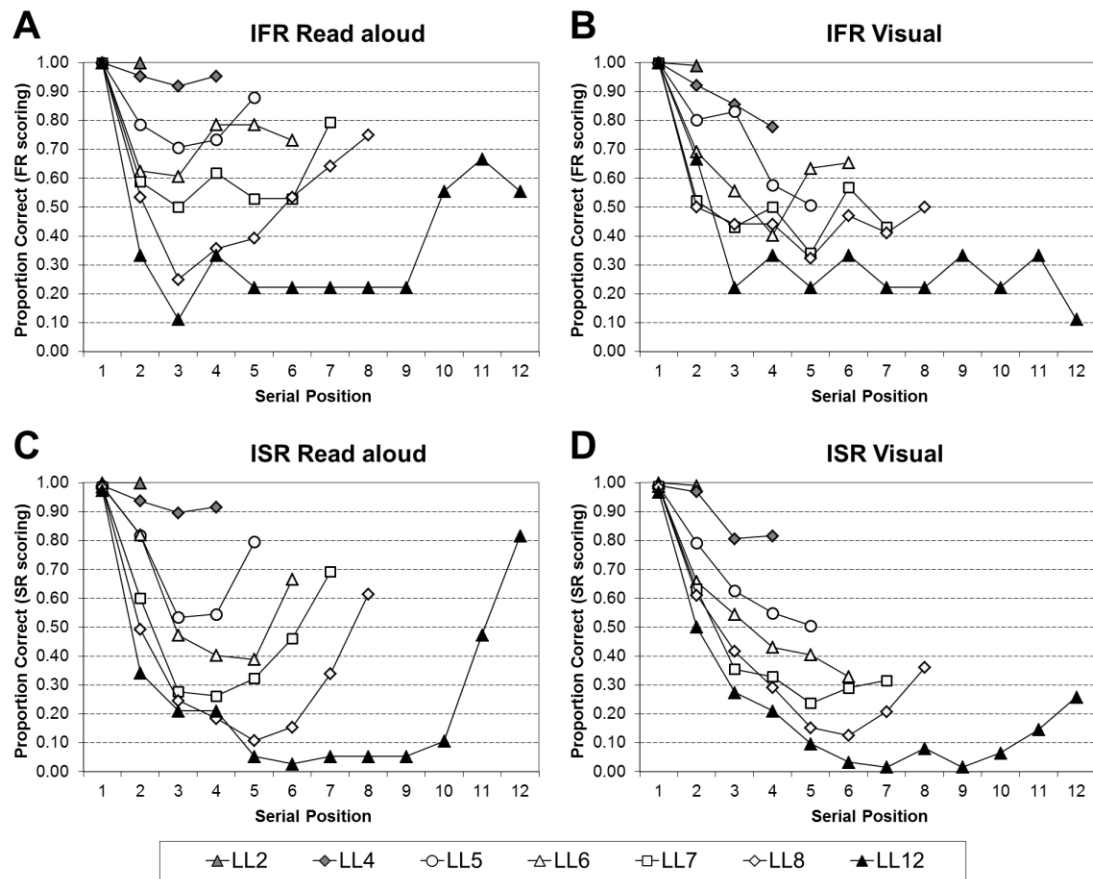 A
IFR Read aloud
Proportion Correct (FR scoring)
1.00
0.90
0.80
0.70
0.60
0.50
0.40
0.30
0.20
0.10
0.00
1 2 3 4 5 6 7 8 9 10 11 12
Serial Position
B
IFR Visual
Proportion Correct (FR scoring)
1.00
0.90
0.80
0.70
0.60
0.50
0.40
0.30
0.20
0.10
0.00
1 2 3 4 5 6 7 8 9 10 11 12
Serial Position
C
ISR Read aloud
Proportion Correct (SR scoring)
1.00
0.90
0.80
0.70
0.60
0.50
0.40
0.30
0.20
0.10
0.00
1 2 3 4 5 6 7 8 9 10 11 12
Serial Position
D
ISR Visual
Proportion Correct (SR scoring)
1.00
0.90
0.80
0.70
0.60
0.50
0.40
0.30
0.20
0.10
0.00
1 2 3 4 5 6 7 8 9 10 11 12
Serial Position
LL2 LL4 LL5 LL6 LL7 LL8 LL12